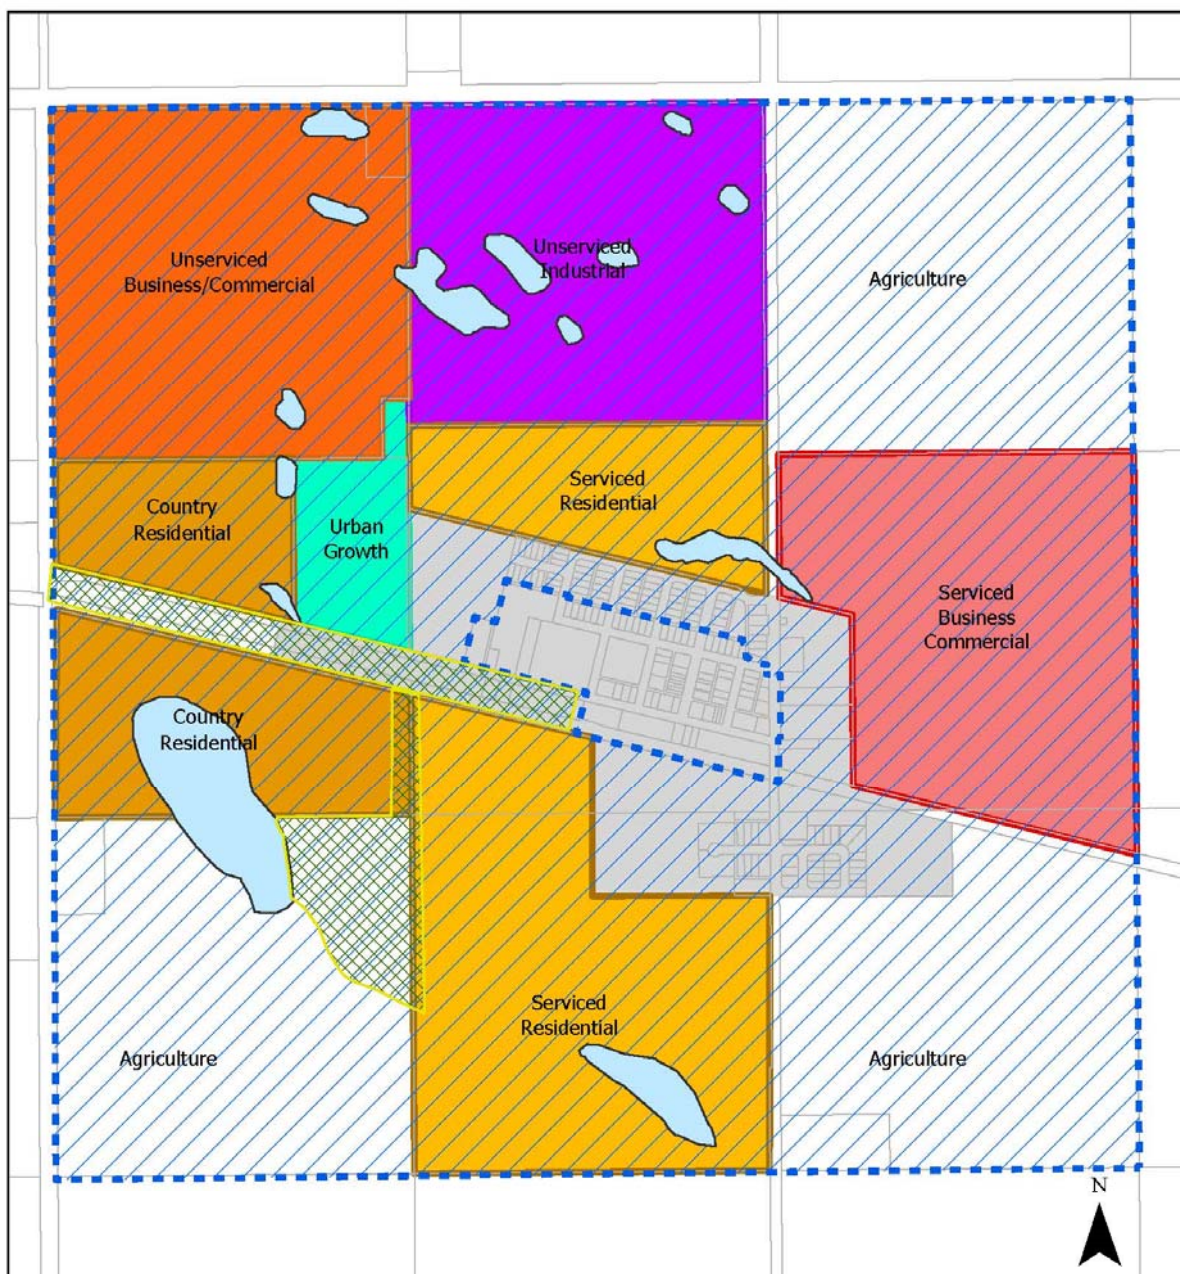 Unserviced
Business/Commercial
Unserviced
Industrial
Agriculture
Serviced
Residential
Country
Residential
Urban
Growth
Serviced
Business
Commercial
Country
Residential
Serviced
Residential
Agriculture
Agriculture
N